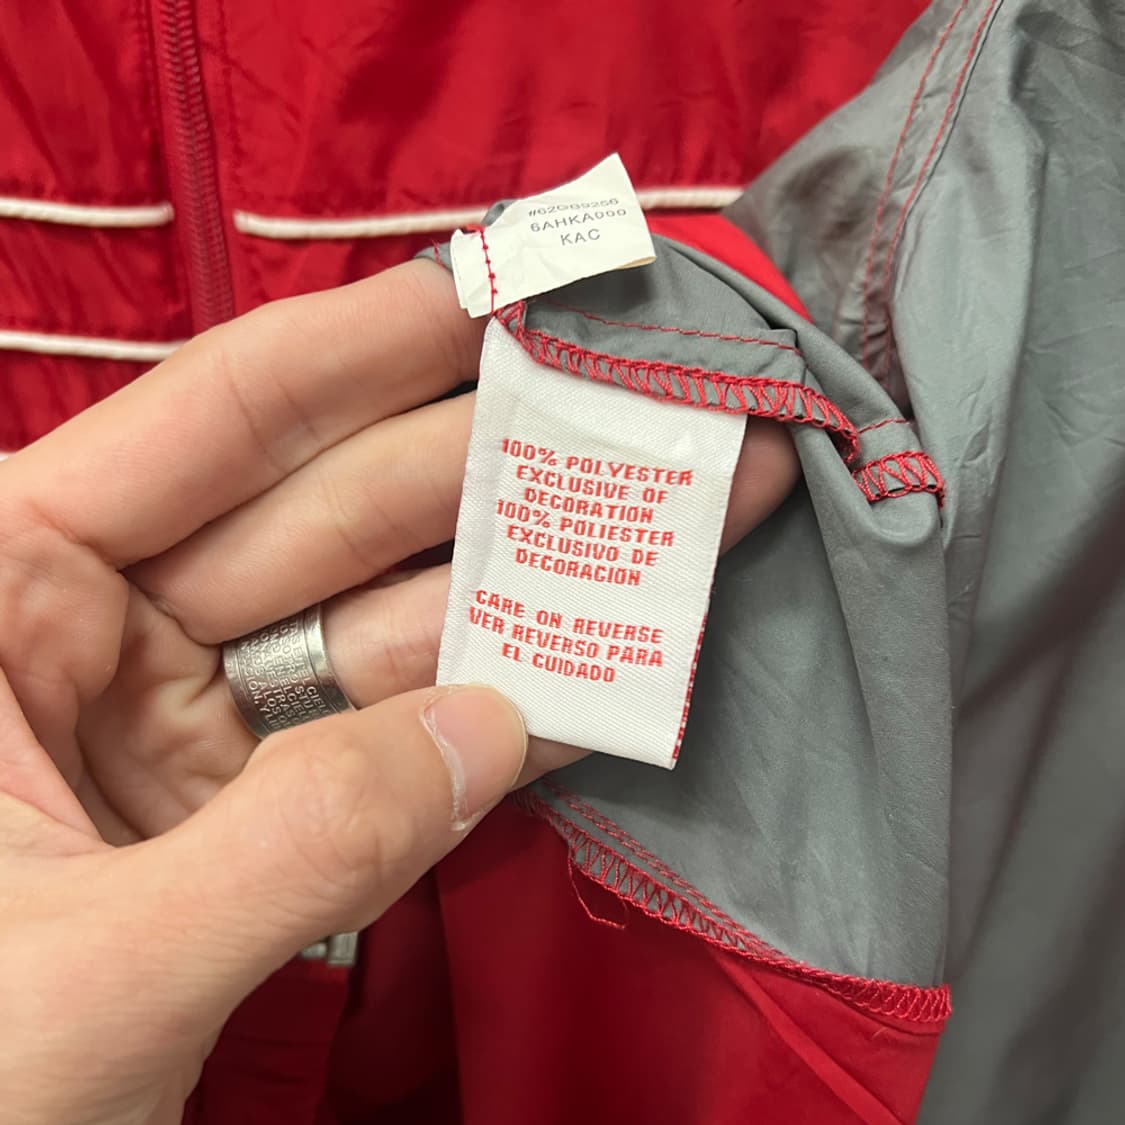 6AHKA000
KAC
100% POLYESTER
EXCLUSIVE OF
DECORATION
100% POLIESTER
EXCLUSIVO DE
DECORACION
CARE ON REVERSE
VER REVERSO PARA
EL CUIDADO